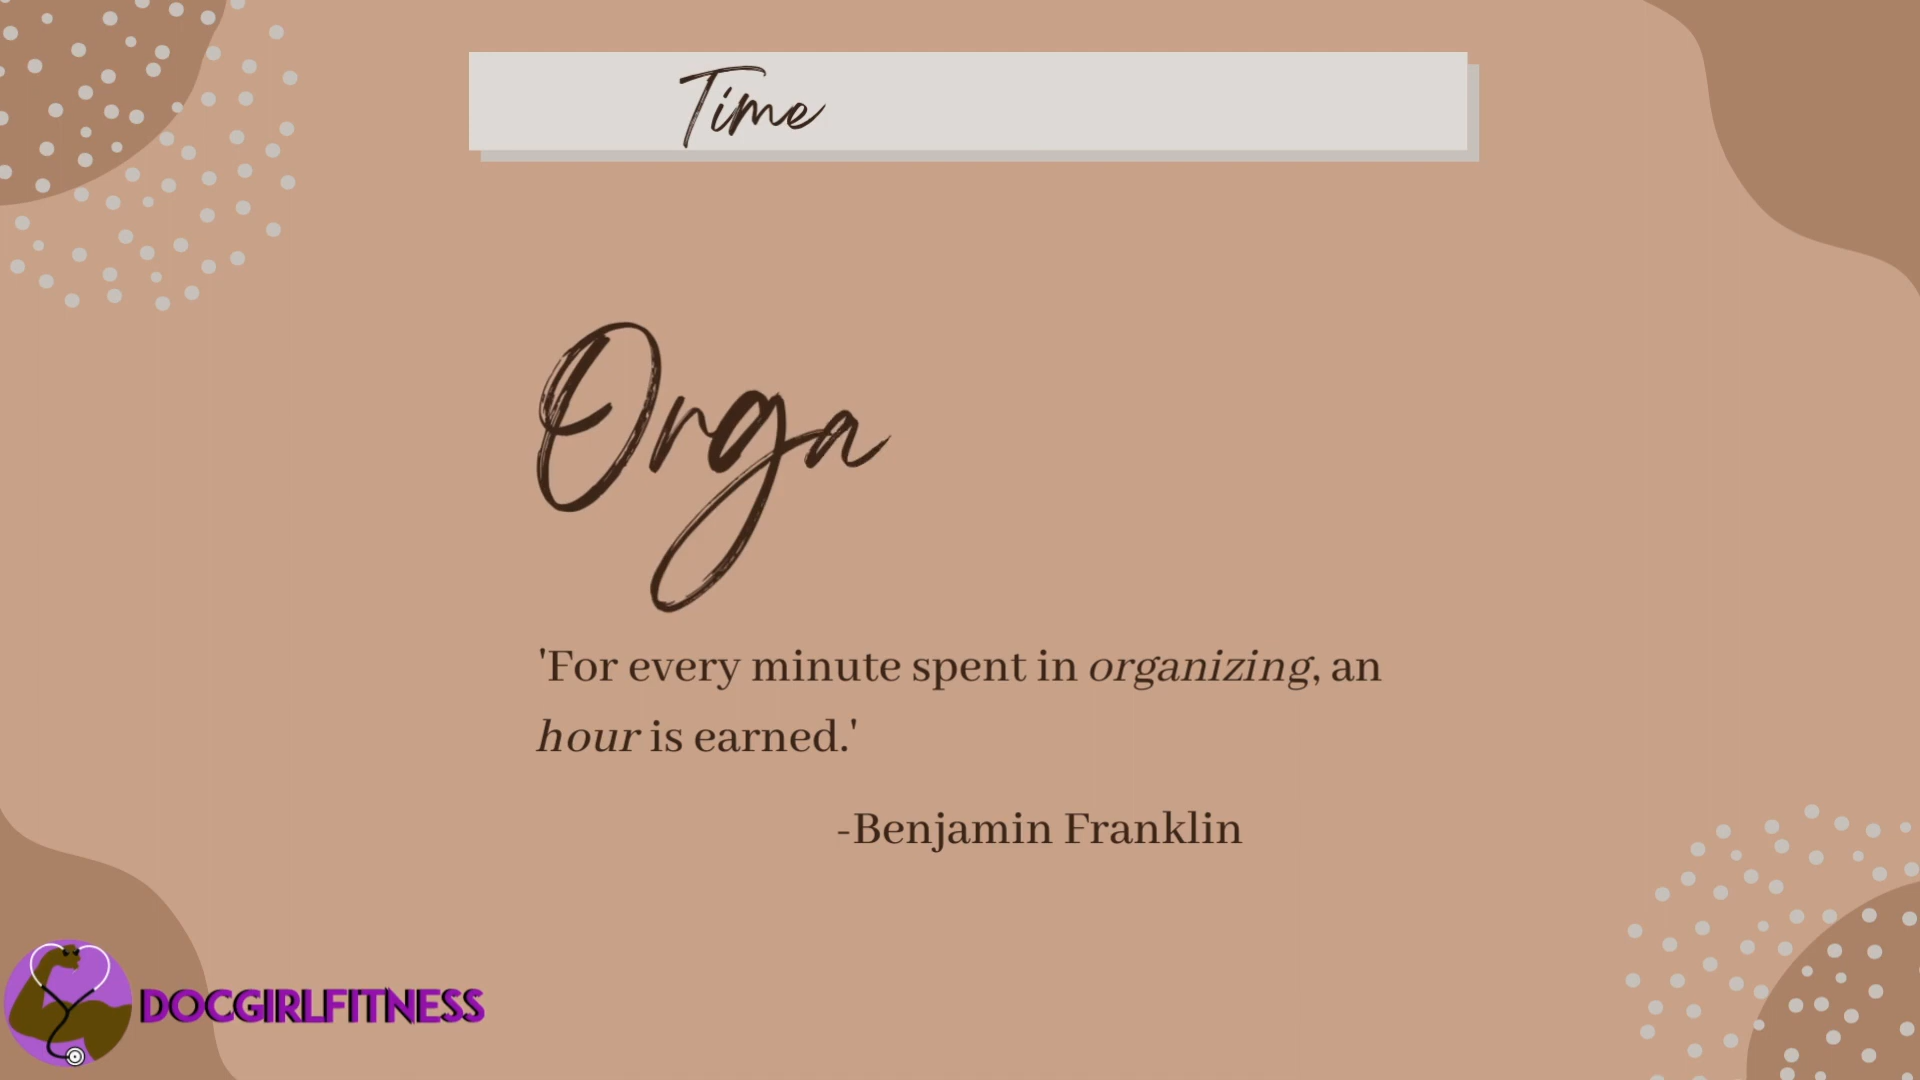 Time
Orga
'For every minute spent in organizing, an
hour is earned.'
-Benjamin Franklin
DOCGIRLFITNESS